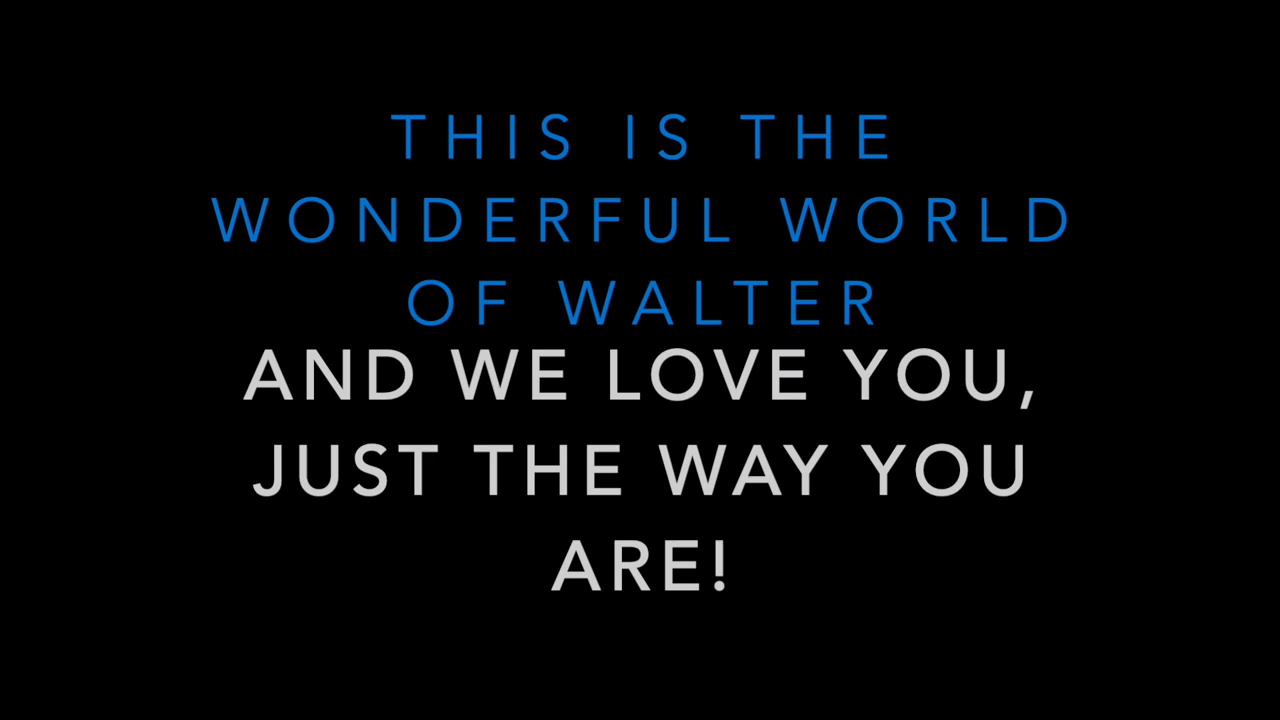 THIS IS THE
WONDERFUL WORLD
OF WALTER
AND WE LOVE YOU,
JUST THE WAY YOU
ARE!